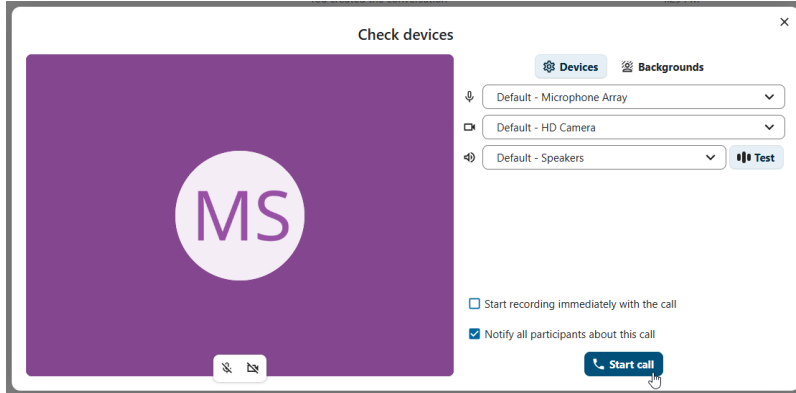 Check devices
Devices
Backgrounds
Default - Microphone Array
Default - HD Camera
Default - Speakers
Test
MS
Start recording immediately with the call
Notify all participants about this call
Start call